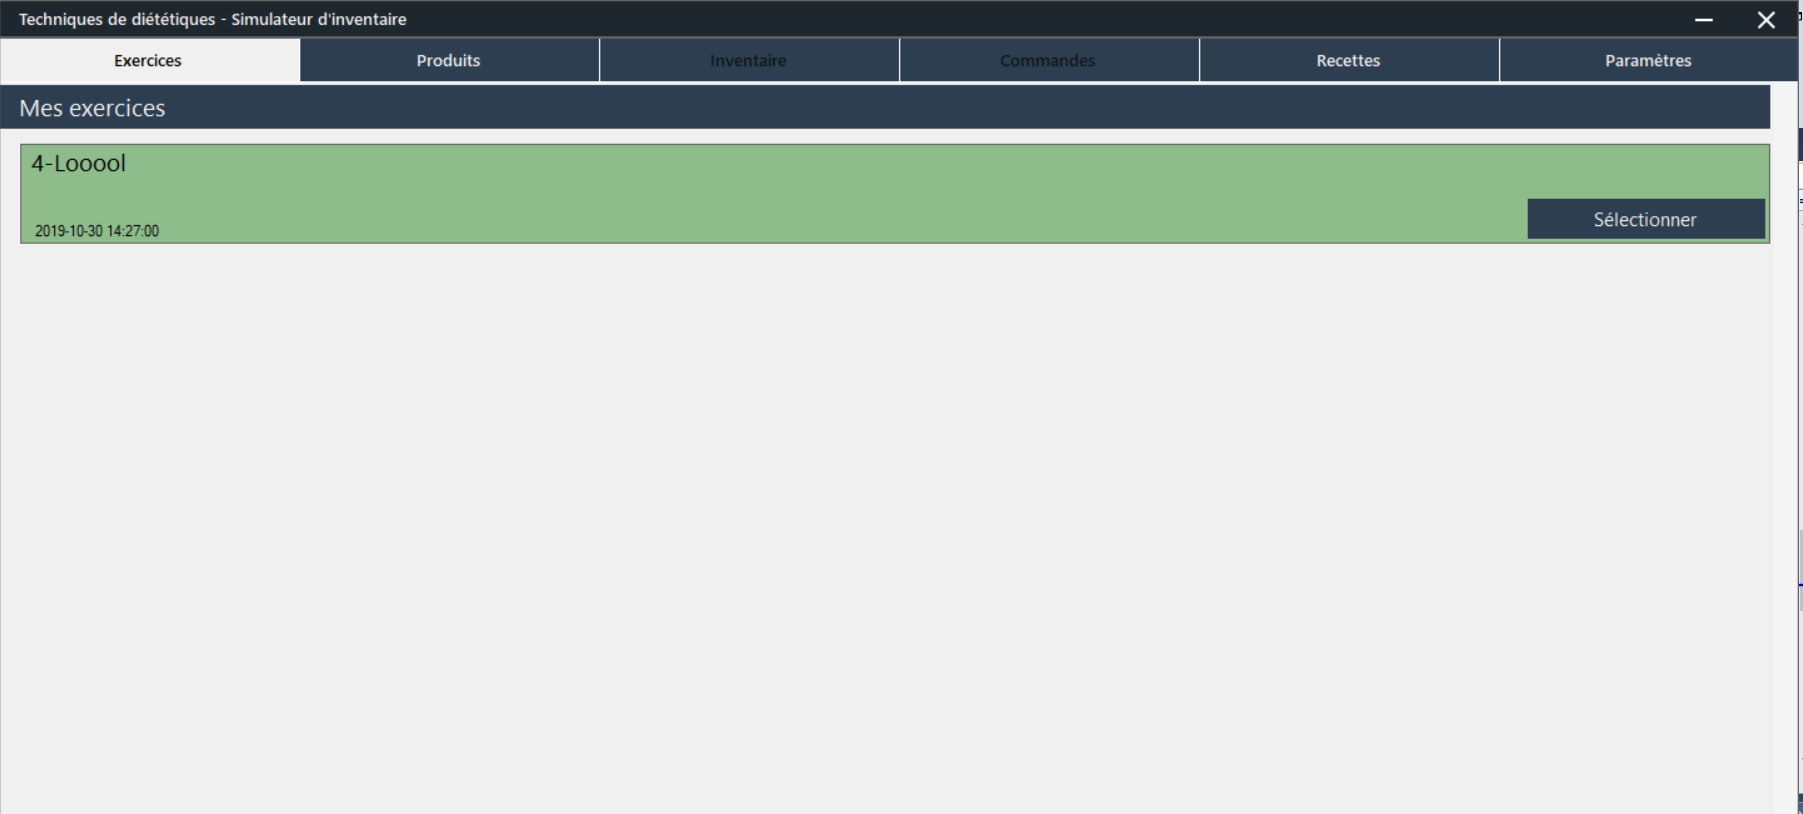 Techniques de diététiques - Simulateur d'inventaire
Exercices Produits Inventaire Commandes Recettes Paramètres
Mes exercices
4-Looool
2019-10-30 14:27:00
Sélectionner